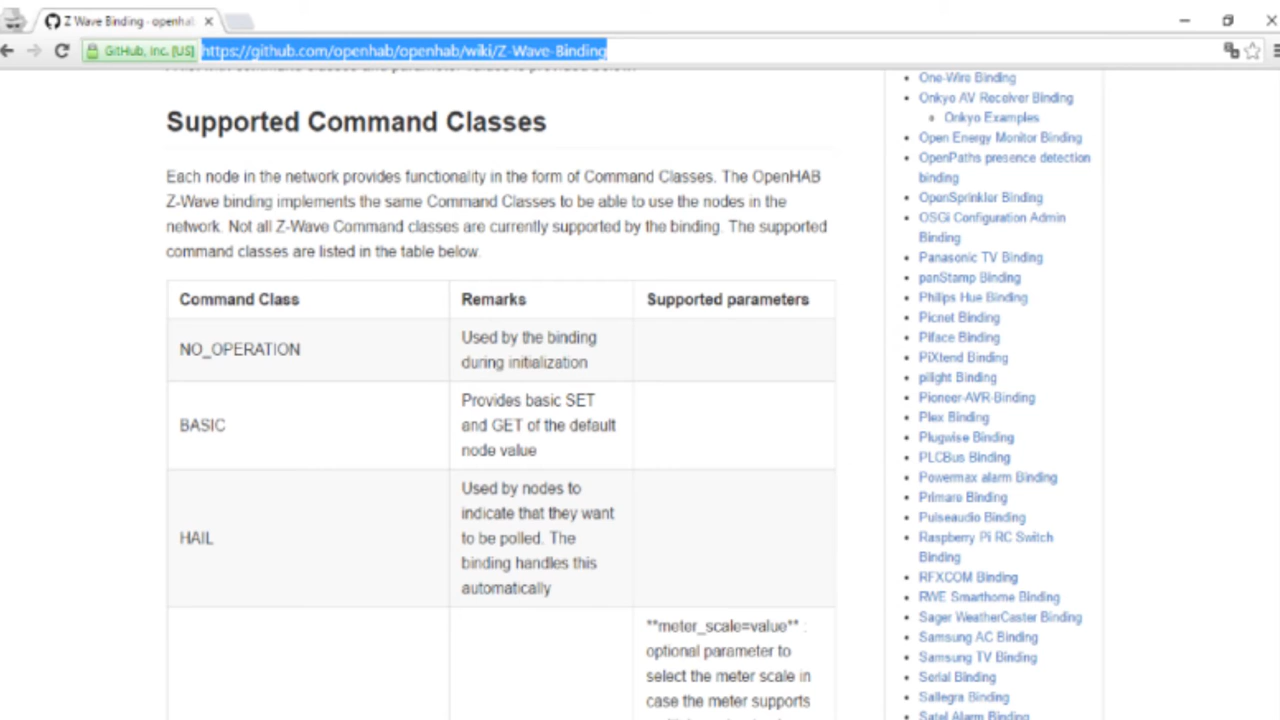 Z Wave Binding - openha
GitHub, Inc. [US]
https://github.com/openhab/openhab/wiki/Z-Wave-Binding
Supported Command Classes
Each node in the network provides functionality in the form of Command Classes. The OpenHAB
Z-Wave binding implements the same Command Classes to be able to use the nodes in the
network. Not all Z-Wave Command classes are currently supported by the binding. The supported
command classes are listed in the table below.
Command Class
Remarks
Supported parameters
NO_OPERATION
Used by the binding
during initialization
BASIC
Provides basic SET
and GET of the default
node value
HAIL
Used by nodes to
indicate that they want
to be polled. The
binding handles this
automatically
**meter_scale=value** :
optional parameter to
select the meter scale in
case the meter supports
One-Wire Binding
Onkyo AV Receiver Binding
Onkyo Examples
Open Energy Monitor Binding
OpenPaths presence detection
binding
OpenSprinkler Binding
OSGi Configuration Admin
Binding
Panasonic TV Binding
panStamp Binding
Philips Hue Binding
Picnet Binding
Piface Binding
PiXtend Binding
pilight Binding
Pioneer-AVR-Binding
Plex Binding
Plugwise Binding
PLCBus Binding
Powermax alarm Binding
Primare Binding
Pulseaudio Binding
Raspberry Pi RC Switch
Binding
RFXCOM Binding
RWE Smarthome Binding
Sager WeatherCaster Binding
Samsung AC Binding
Samsung TV Binding
Serial Binding
Sallegra Binding
Satel Alarm Binding